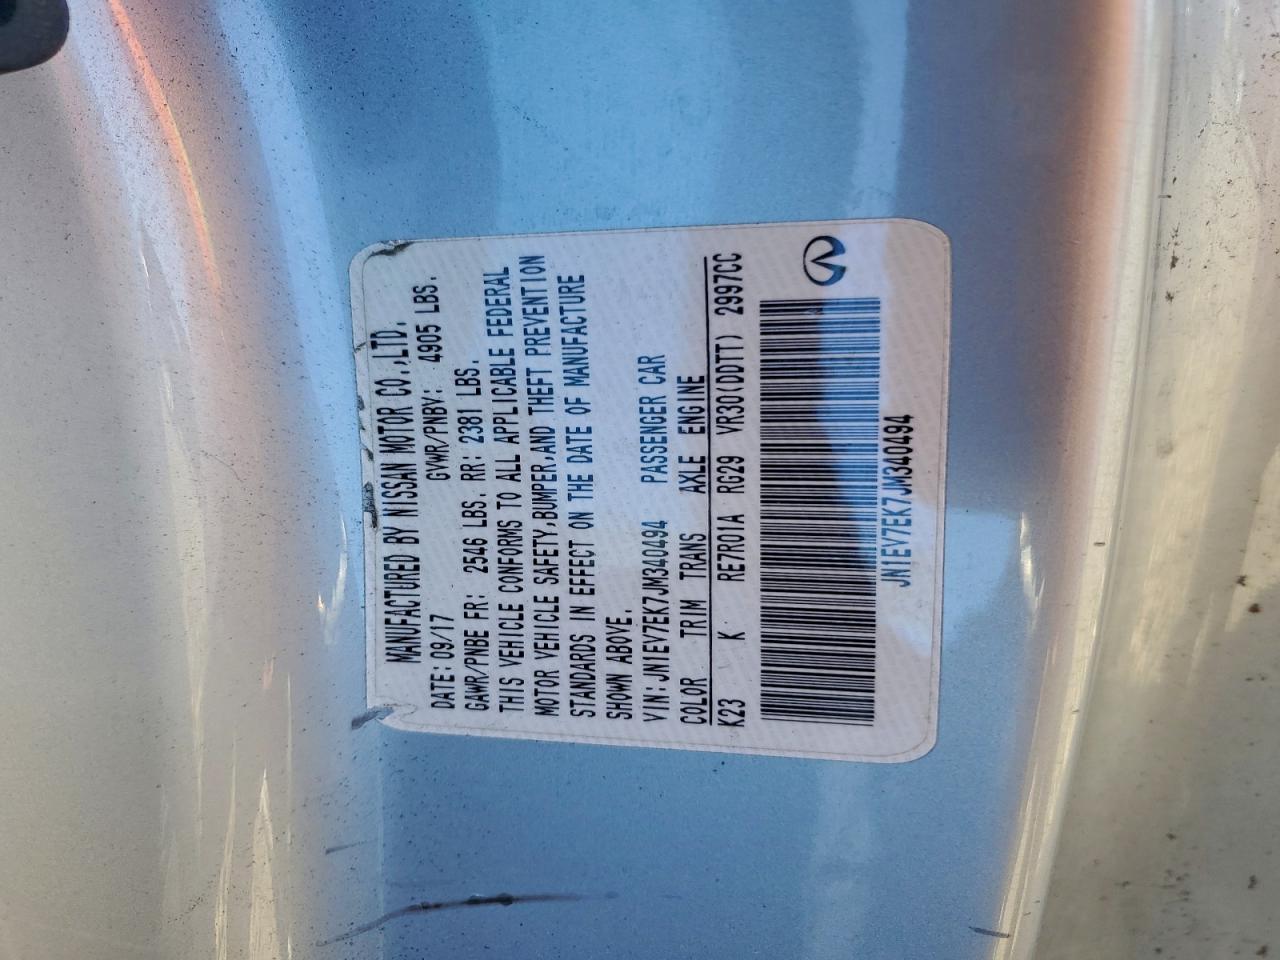 MANUFACTURED BY NISSAN MOTOR CO.,LTD.
DATE:09/17 GVWR/PNBV: 4905 LBS.
GAWR/PNBE FR: 2546 LBS. RR: 2381 LBS.
THIS VEHICLE CONFORMS TO ALL APPLICABLE FEDERAL
MOTOR VEHICLE SAFETY,BUMPER,AND THEFT PREVENTION
STANDARDS IN EFFECT ON THE DATE OF MANUFACTURE
SHOWN ABOVE.
VIN:JN1EV7EK7JM340494 PASSENGER CAR
COLOR TRIM TRANS AXLE ENGINE
K23 K RE7R01A RG29 VR30(DDTT) 2997CC
JN1EV7EK7JM340494